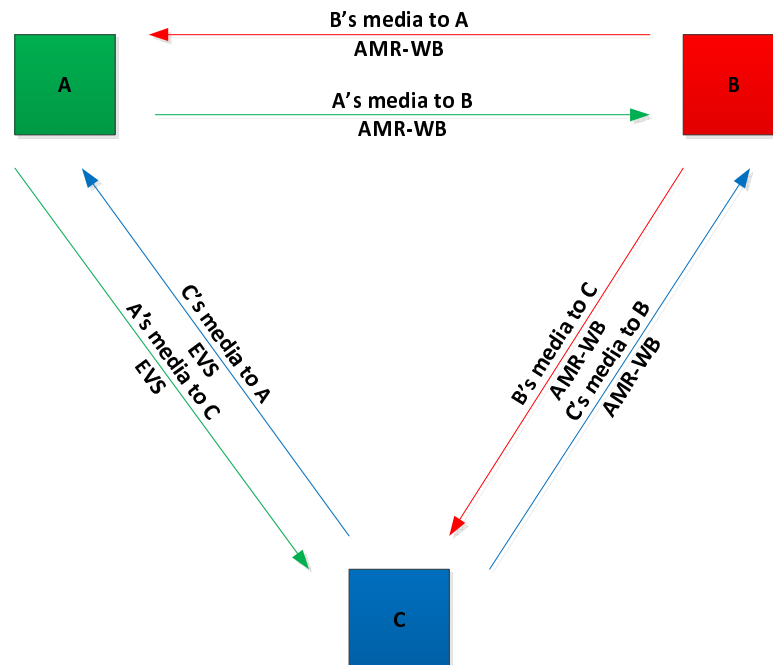 B's media to A
AMR-WB
A
B
A's media to B
AMR-WB
C's media to A
EVS
A's media to C
EVS
B's media to C
AMR-WB
C's media to B
AMR-WB
C